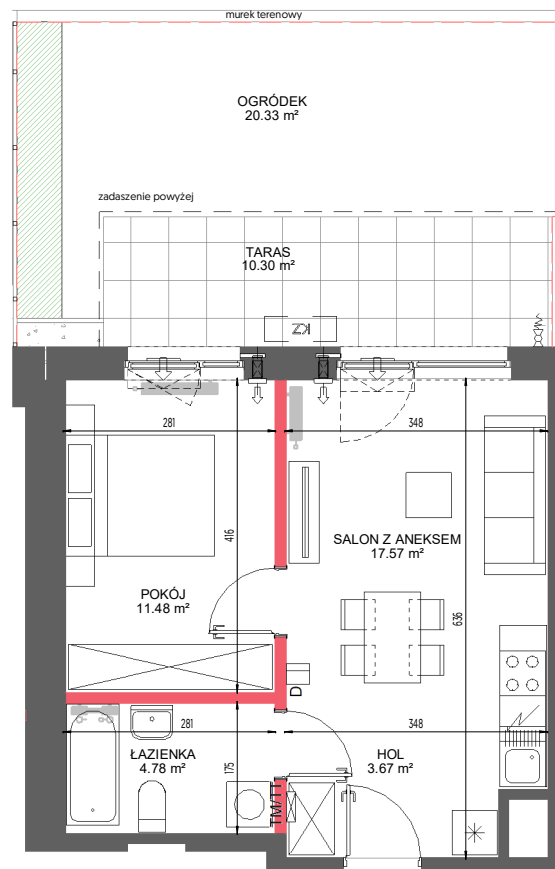 murek terenowy
OGRÓDEK
20.33 m²
zadaszenie powyżej
TARAS
10.30 m²
KZ
281
348
416
SALON Z ANEKSEM
17.57 m²
POKÓJ
11.48 m²
636
D
281
348
ŁAZIENKA
4.78 m²
175
HOL
3.67 m²